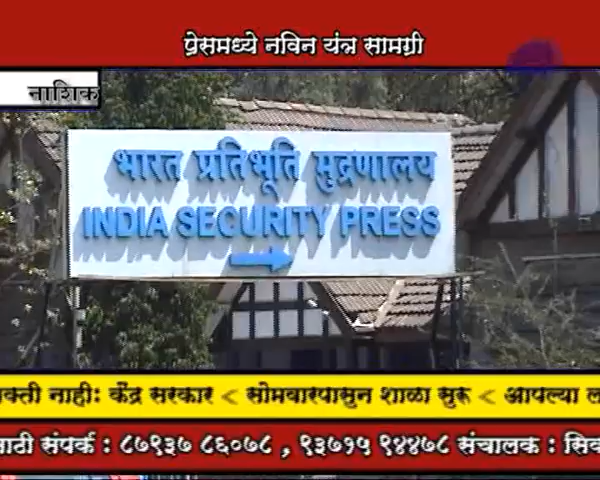 प्रेसमध्ये नविन यंत्र सामग्री
नाशिक
भारत प्रतिभूति मुद्रणालय
INDIA SECURITY PRESS
नाही: केंद्र सरकार < सोमवारपासुन शाळा सुरू < आपल्या
संपर्क : ८७९३७ ८६०७८ , ९३७१५ ९४४७८ संचालक :